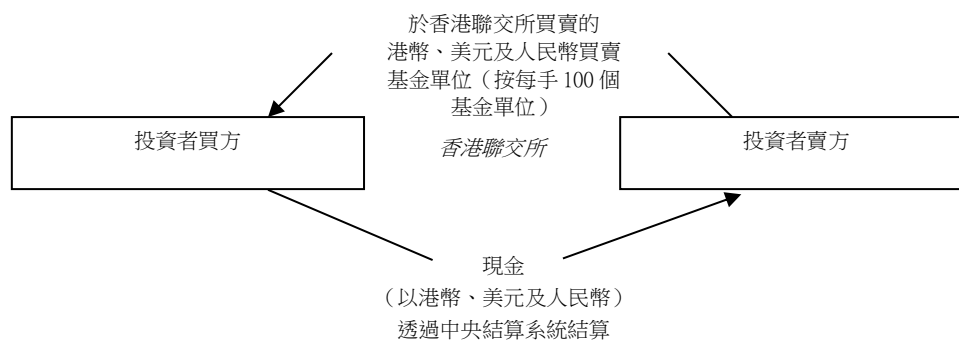 於香港聯交所買賣的
港幣、美元及人民幣買賣
基金單位（按每手 100 個
基金單位）
投資者買方
香港聯交所
投資者賣方
現金
（以港幣、美元及人民幣）
透過中央結算系統結算